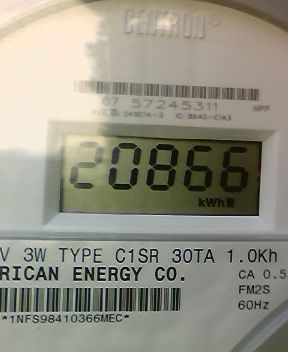 CENTRON®
07 57245311
20866
kWh
V 3W TYPE C1SR 30TA 1.0Kh
RICAN ENERGY CO.
CA 0.5
FM2S
60Hz
*1NFS98410366MEC*